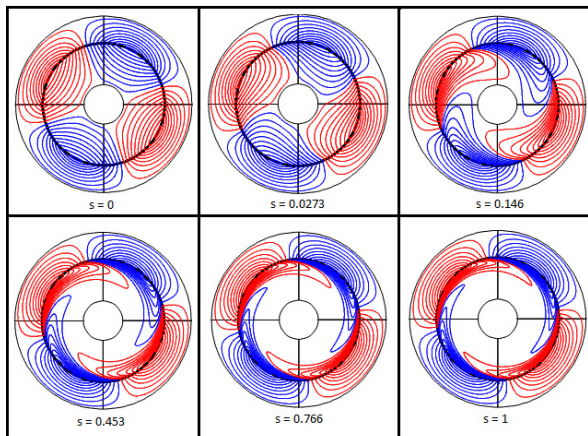 s = 0
s = 0.0273
s = 0.146
s = 0.453
s = 0.766
s = 1